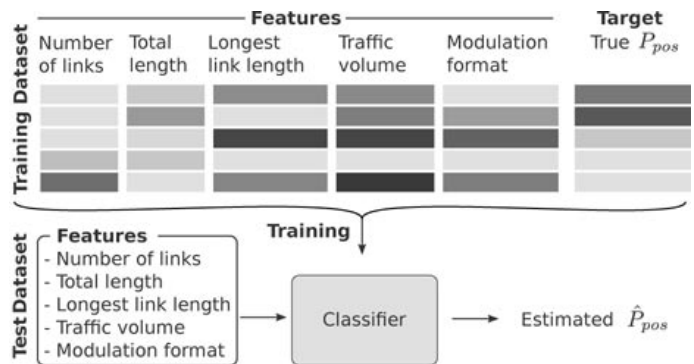 Features
Target
Number of links
Total length
Longest link length
Traffic volume
Modulation format
True P_pos
Training Dataset
Training
Test Dataset
Features
- Number of links
- Total length
- Longest link length
- Traffic volume
- Modulation format
Classifier
Estimated P̂_pos